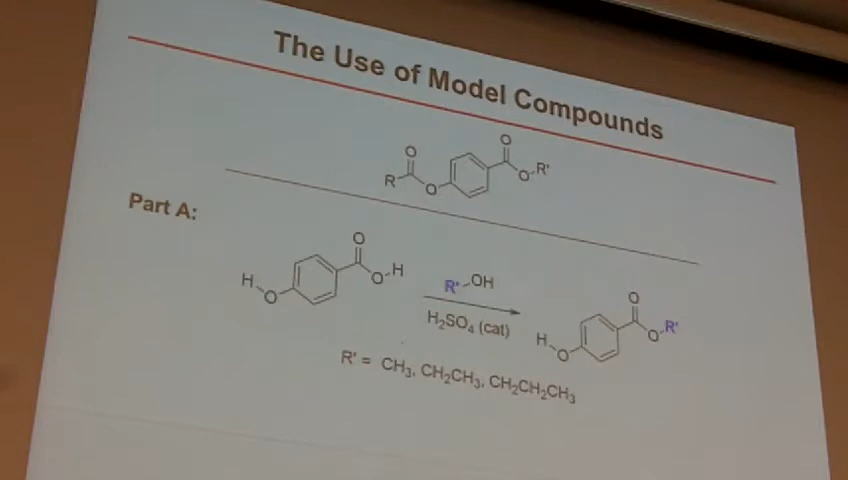 The Use of Model Compounds
O
O
R
O
O
R'
Part A:
O
H
O
O
H
R'-OH
H₂SO₄ (cat)
O
H
O
O
R'
R' = CH₃, CH₂CH₃, CH₂CH₂CH₃